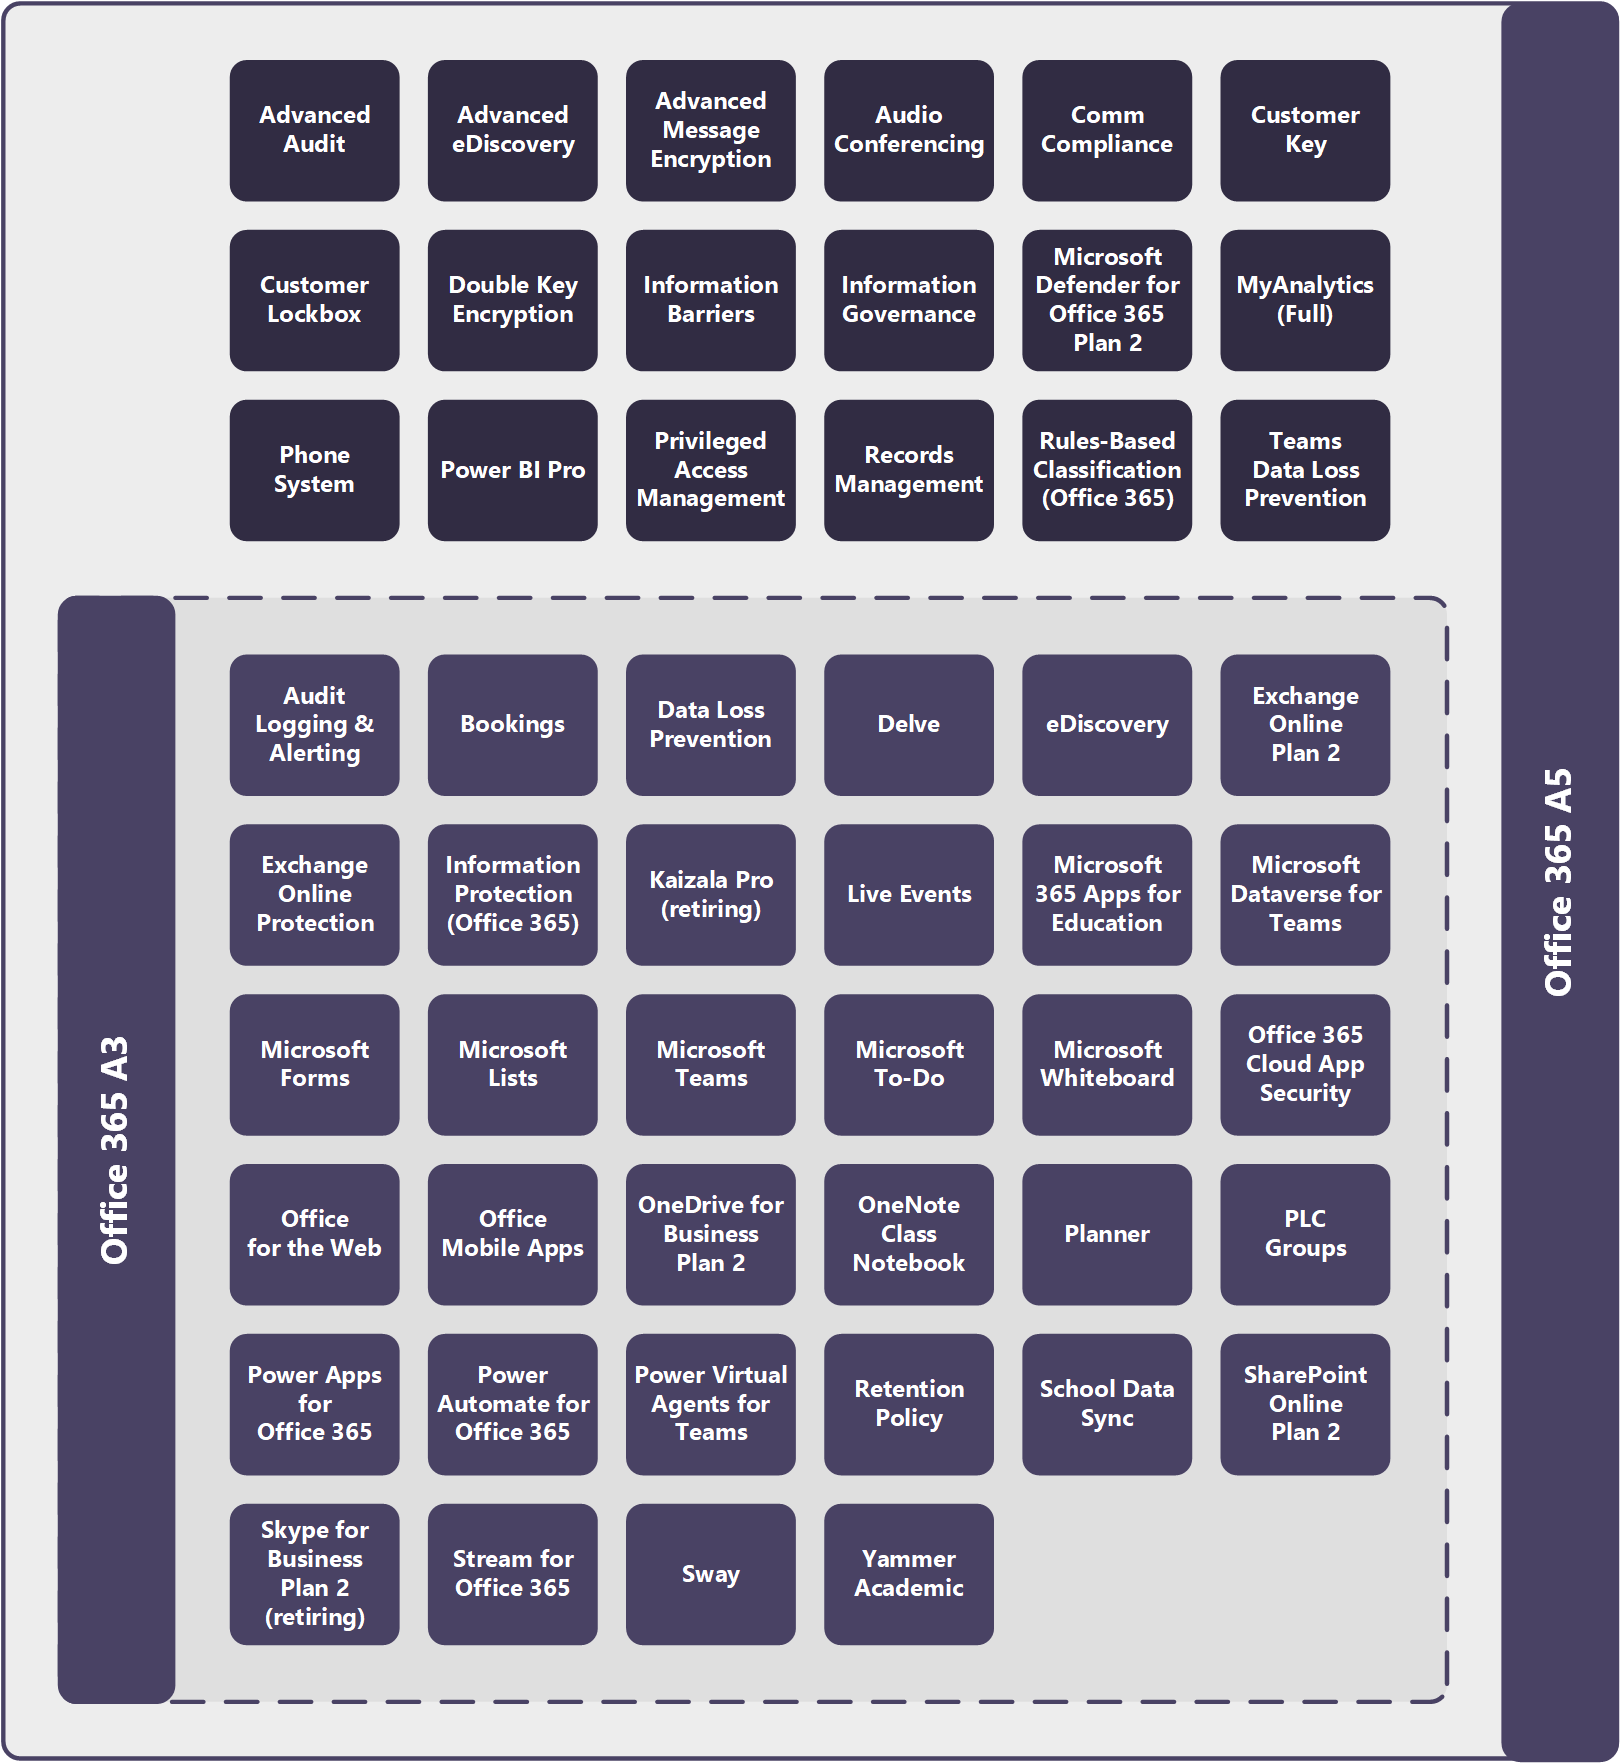 Advanced
Audit
Advanced
eDiscovery
Advanced
Message
Encryption
Audio
Conferencing
Comm
Compliance
Customer
Key
Customer
Lockbox
Double Key
Encryption
Information
Barriers
Information
Governance
Microsoft
Defender for
Office 365
Plan 2
MyAnalytics
(Full)
Phone
System
Power BI Pro
Privileged
Access
Management
Records
Management
Rules-Based
Classification
(Office 365)
Teams
Data Loss
Prevention
Office 365 A5
Office 365 A3
Audit
Logging &
Alerting
Bookings
Data Loss
Prevention
Delve
eDiscovery
Exchange
Online
Plan 2
Exchange
Online
Protection
Information
Protection
(Office 365)
Kaizala Pro
(retiring)
Live Events
Microsoft
365 Apps for
Education
Microsoft
Dataverse for
Teams
Microsoft
Forms
Microsoft
Lists
Microsoft
Teams
Microsoft
To-Do
Microsoft
Whiteboard
Office 365
Cloud App
Security
Office
for the Web
Office
Mobile Apps
OneDrive for
Business
Plan 2
OneNote
Class
Notebook
Planner
PLC
Groups
Power Apps
for
Office 365
Power
Automate for
Office 365
Power Virtual
Agents for
Teams
Retention
Policy
School Data
Sync
SharePoint
Online
Plan 2
Skype for
Business
Plan 2
(retiring)
Stream for
Office 365
Sway
Yammer
Academic